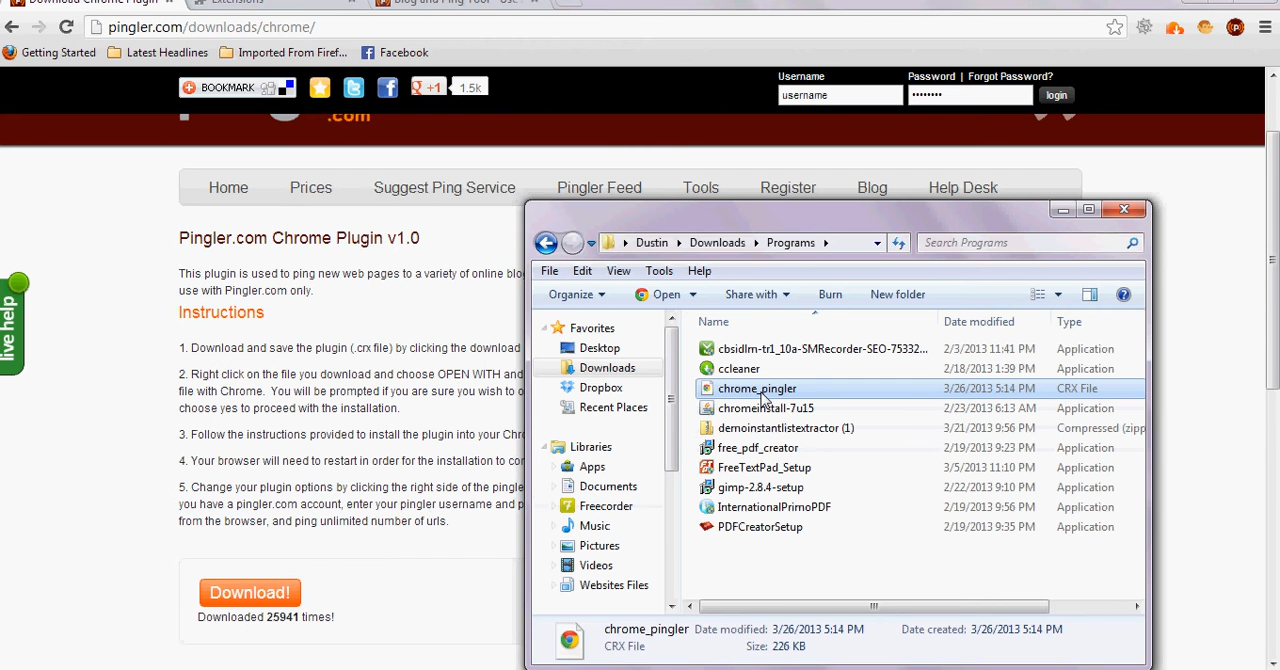 Download Chrome Plugin
Extensions
Blog and Ping Tool - Use
pingler.com/downloads/chrome/
Getting Started
Latest Headlines
Imported From Firef...
Facebook
BOOKMARK
+1
1.5k
Username
Password | Forgot Password?
username
••••••••
login
.com
Home
Prices
Suggest Ping Service
Pingler Feed
Tools
Register
Blog
Help Desk
Pingler.com Chrome Plugin v1.0
This plugin is used to ping new web pages to a variety of online blo
use with Pingler.com only.
Instructions
1. Download and save the plugin (.crx file) by clicking the download
2. Right click on the file you download and choose OPEN WITH and
file with Chrome. You will be prompted if you are sure you wish to
choose yes to proceed with the installation.
3. Follow the instructions provided to install the plugin into your Chr
4. Your browser will need to restart in order for the installation to co
5. Change your plugin options by clicking the right side of the pingle
you have a pingler.com account, enter your pingler username and p
from the browser, and ping unlimited number of urls.
Download!
Downloaded 25941 times!
live help
Dustin
Downloads
Programs
Search Programs
File
Edit
View
Tools
Help
Organize
Open
Share with
Burn
New folder
Favorites
Desktop
Downloads
Dropbox
Recent Places
Libraries
Apps
Documents
Freecorder
Music
Pictures
Videos
Websites Files
Name
Date modified
Type
cbsidlm-tr1_10a-SMRecorder-SEO-75332... 2/3/2013 11:41 PM Application
ccleaner 2/18/2013 1:39 PM Application
chrome_pingler 3/26/2013 5:14 PM CRX File
chromeinstall-7u15 2/23/2013 6:13 AM Application
demoinstantlistextractor (1) 3/21/2013 9:56 PM Compressed (zipp
free_pdf_creator 2/19/2013 9:23 PM Application
FreeTextPad_Setup 3/5/2013 11:10 PM Application
gimp-2.8.4-setup 2/22/2013 9:10 PM Application
InternationalPrimoPDF 2/19/2013 9:56 PM Application
PDFCreatorSetup 2/19/2013 9:35 PM Application
chrome_pingler Date modified: 3/26/2013 5:14 PM Date created: 3/26/2013 5:14 PM
CRX File Size: 226 KB